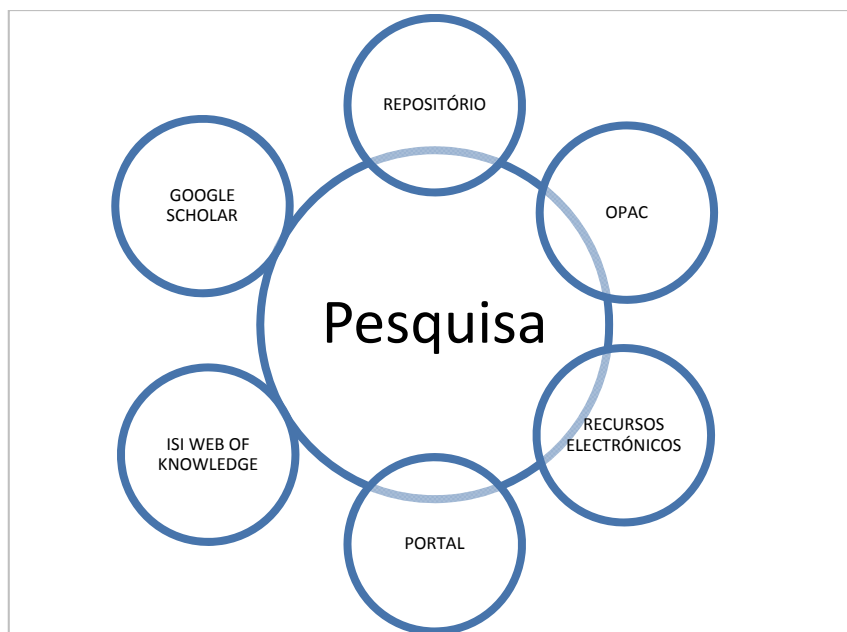 REPOSITÓRIO
GOOGLE
SCHOLAR
OPAC
Pesquisa
RECURSOS
ELECTRÓNICOS
ISI WEB OF
KNOWLEDGE
PORTAL